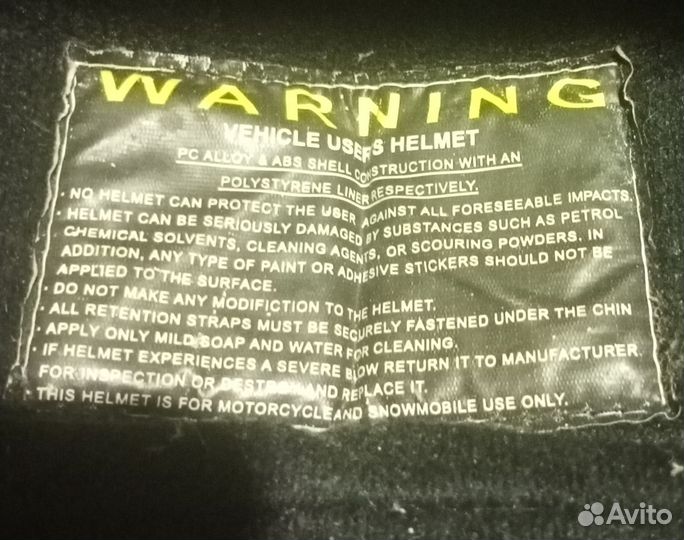 WARNING
VEHICLE USERS HELMET
PC ALLOY & ABS SHELL CONSTRUCTION WITH AN
POLYSTYRENE LINER RESPECTIVELY.
· NO HELMET CAN PROTECT THE USER AGAINST ALL FORESEEABLE IMPACTS.
· HELMET CAN BE SERIOUSLY DAMAGED BY SUBSTANCES SUCH AS PETROL
CHEMICAL SOLVENTS, CLEANING AGENTS, OR SCOURING POWDERS. IN
ADDITION, ANY TYPE OF PAINT OR ADHESIVE STICKERS SHOULD NOT BE
APPLIED TO THE SURFACE.
· DO NOT MAKE ANY MODIFICTION TO THE HELMET.
· ALL RETENTION STRAPS MUST BE SECURELY FASTENED UNDER THE CHIN
· APPLY ONLY MILD SOAP AND WATER FOR CLEANING.
· IF HELMET EXPERIENCES A SEVERE BLOW RETURN IT TO MANUFACTURER
FOR INSPECTION OR DESTROY AND REPLACE IT.
· THIS HELMET IS FOR MOTORCYCLE AND SNOWMOBILE USE ONLY.
Avito